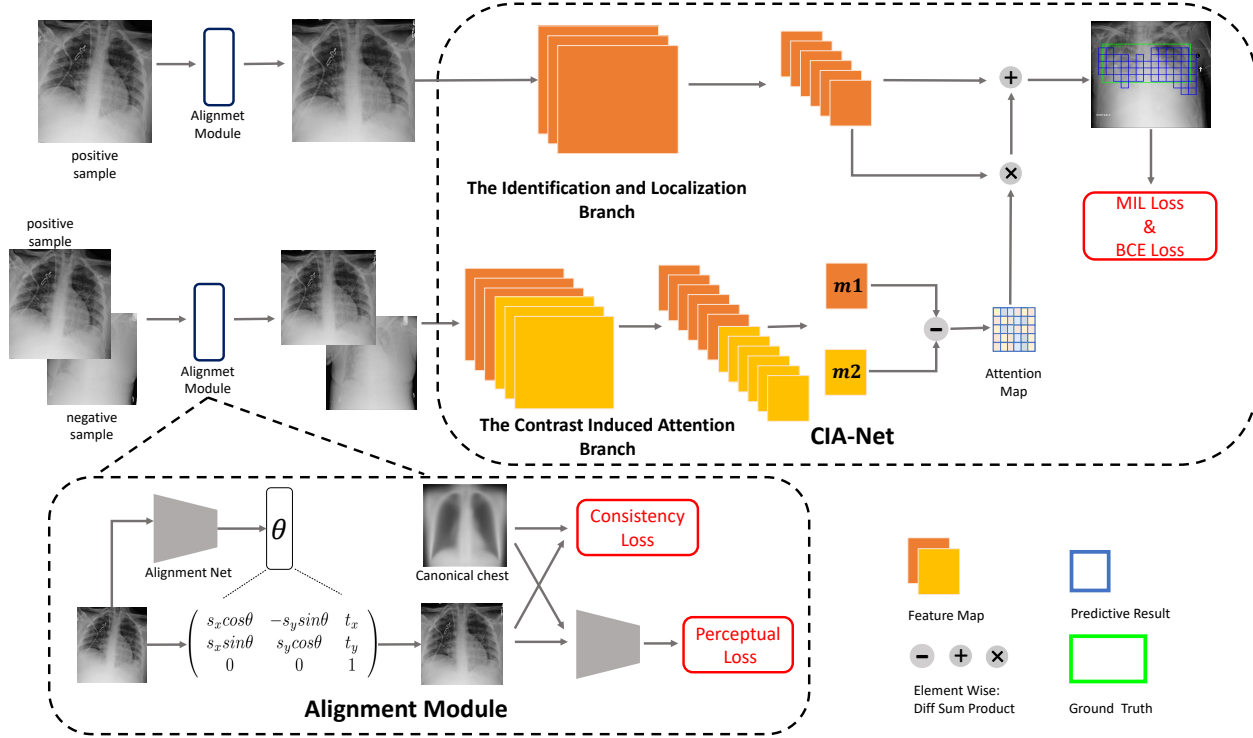 positive
sample
Alignmet
Module
The Identification and Localization
Branch
+
×
MIL Loss
&
BCE Loss
positive
sample
negative
sample
Alignmet
Module
The Contrast Induced Attention
Branch
m1
m2
−
Attention
Map
CIA-Net
Alignment Net
θ
s_x cosθ −s_y sinθ t_x
s_x sinθ s_y cosθ t_y
0 0 1
Canonical chest
Consistency
Loss
Perceptual
Loss
Alignment Module
Feature Map
Predictive Result
− + ×
Element Wise:
Diff Sum Product
Ground Truth